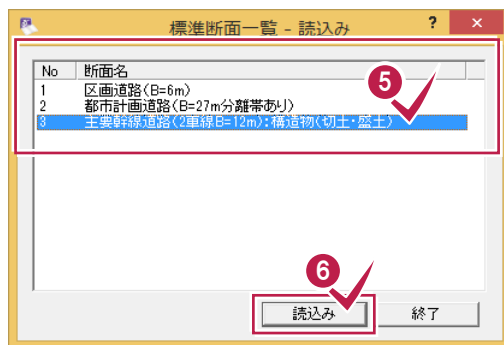 標準断面一覧 - 読込み ? ×
No 断面名
1 区画道路(B=6m)
2 都市計画道路(B=27m分離帯あり)
3 主要幹線道路(2車線B=12m):構造物(切土・盛土)
5
6
読込み 終了